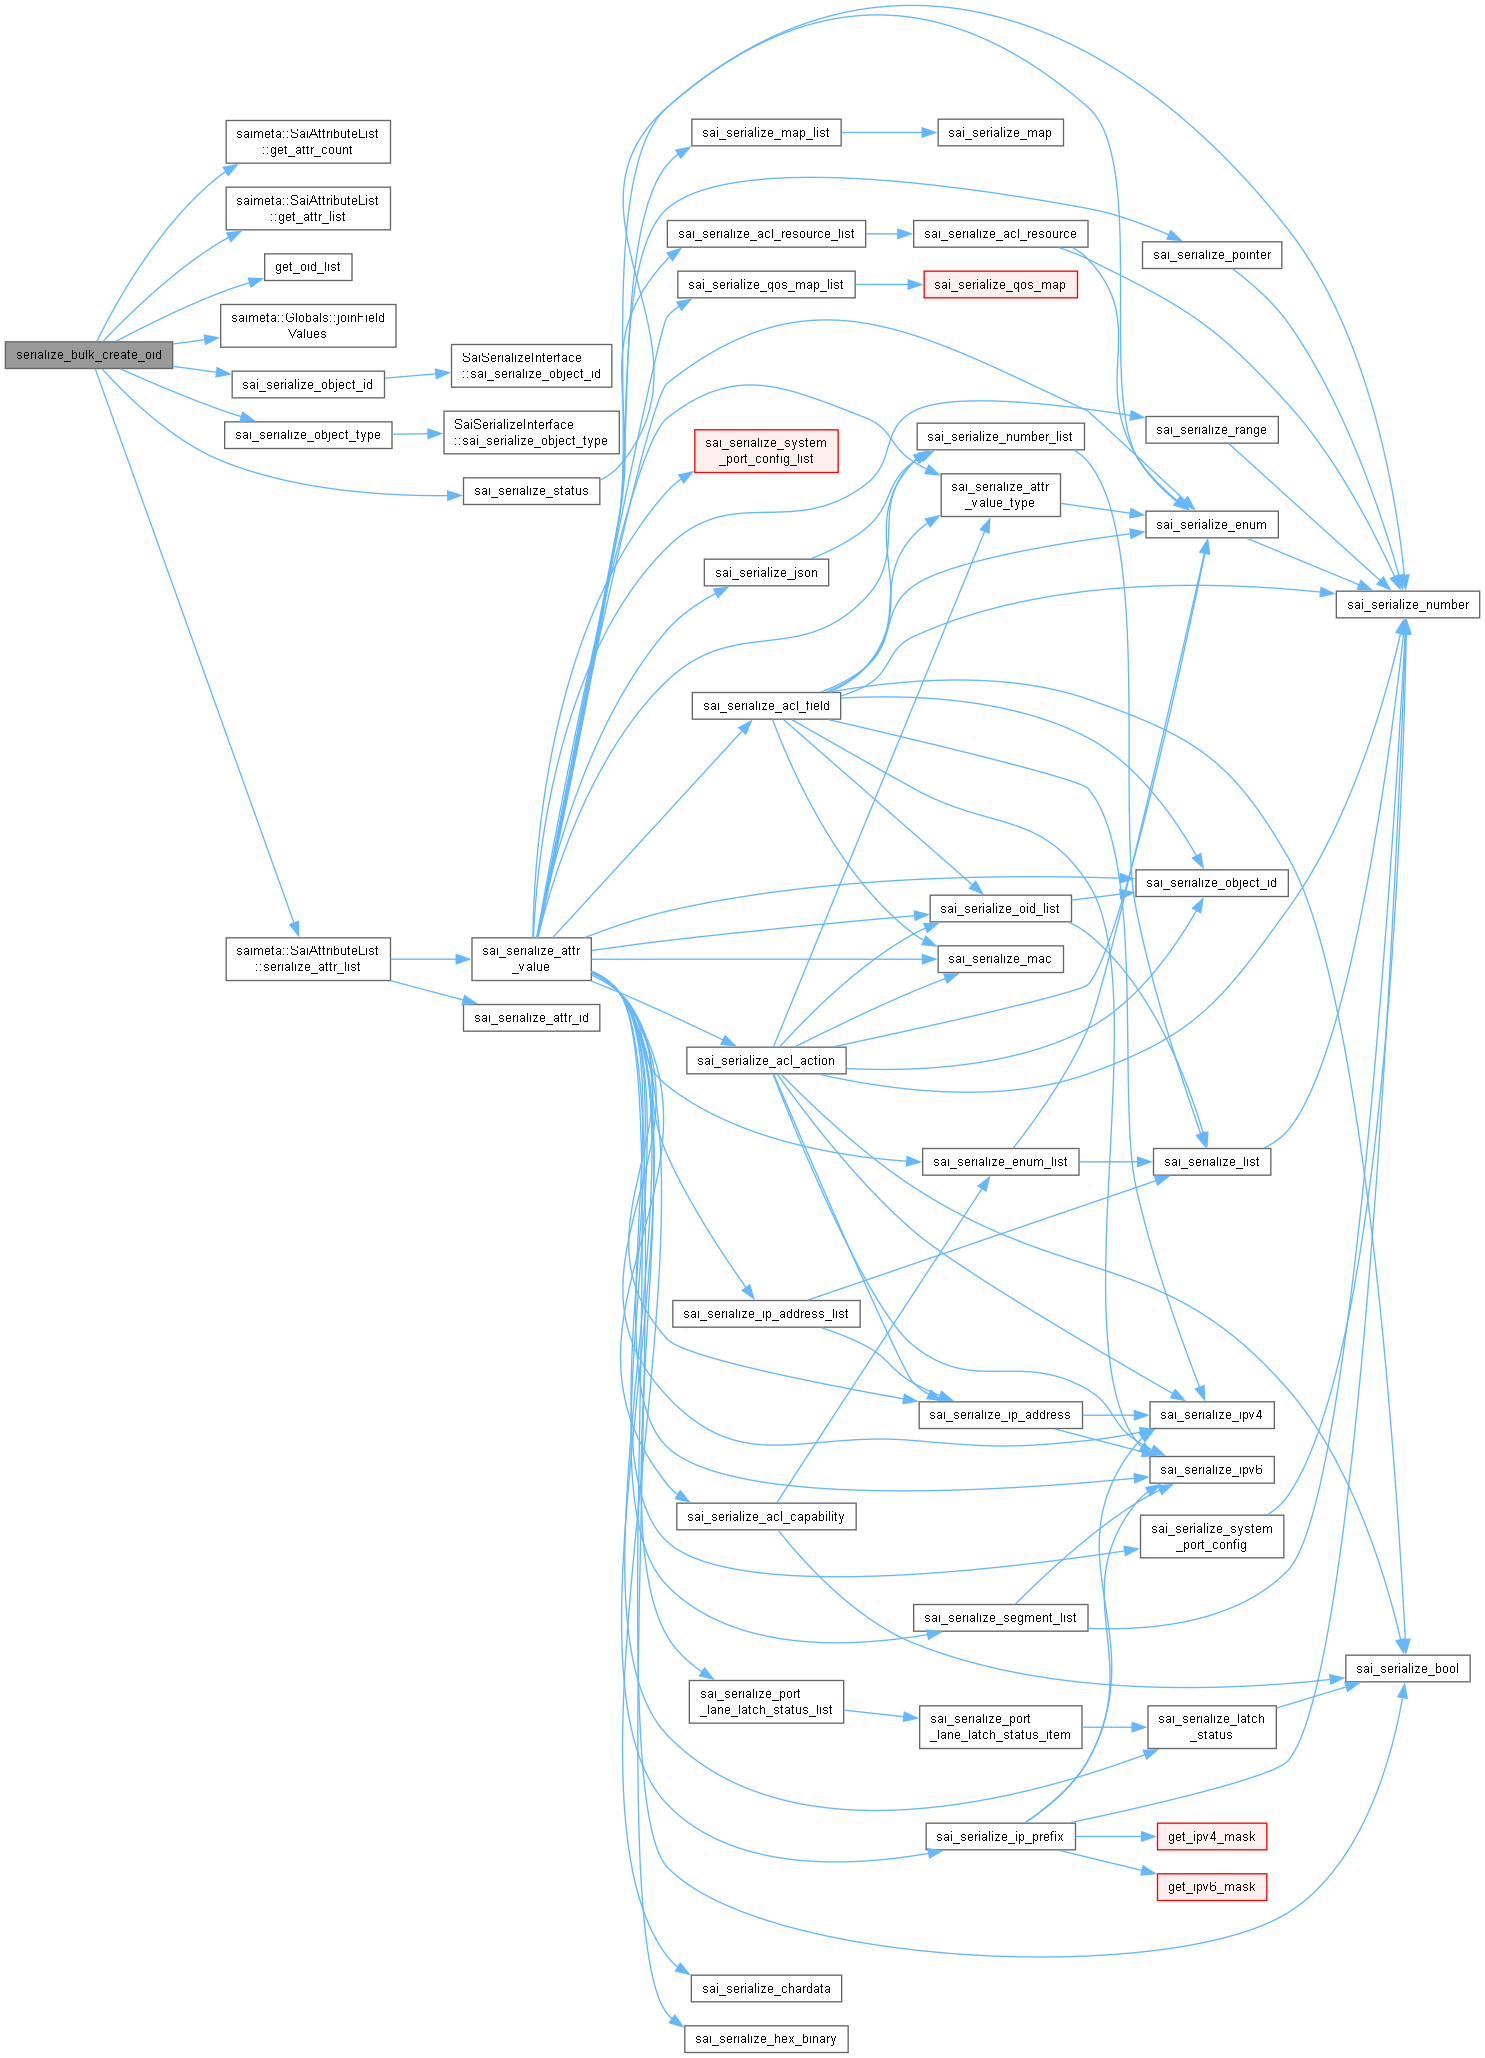 serialize_bulk_create_oid
saimeta::SaiAttributeList
::get_attr_count
saimeta::SaiAttributeList
::get_attr_list
get_oid_list
saimeta::Globals::joinField
Values
sai_serialize_object_id
sai_serialize_object_type
SaiSerializeInterface
::sai_serialize_object_id
SaiSerializeInterface
::sai_serialize_object_type
sai_serialize_status
saimeta::SaiAttributeList
::serialize_attr_list
sai_serialize_attr
_value
sai_serialize_attr_id
sai_serialize_map_list
sai_serialize_map
sai_serialize_acl_resource_list
sai_serialize_acl_resource
sai_serialize_pointer
sai_serialize_qos_map_list
sai_serialize_qos_map
sai_serialize_system
_port_config_list
sai_serialize_number_list
sai_serialize_range
sai_serialize_attr
_value_type
sai_serialize_enum
sai_serialize_json
sai_serialize_number
sai_serialize_acl_field
sai_serialize_object_id
sai_serialize_oid_list
sai_serialize_mac
sai_serialize_acl_action
sai_serialize_enum_list
sai_serialize_list
sai_serialize_ip_address_list
sai_serialize_ip_address
sai_serialize_ipv4
sai_serialize_ipv6
sai_serialize_acl_capability
sai_serialize_system
_port_config
sai_serialize_segment_list
sai_serialize_bool
sai_serialize_port
_lane_latch_status_list
sai_serialize_port
_lane_latch_status_item
sai_serialize_latch
_status
sai_serialize_ip_prefix
get_ipv4_mask
get_ipv6_mask
sai_serialize_chardata
sai_serialize_hex_binary